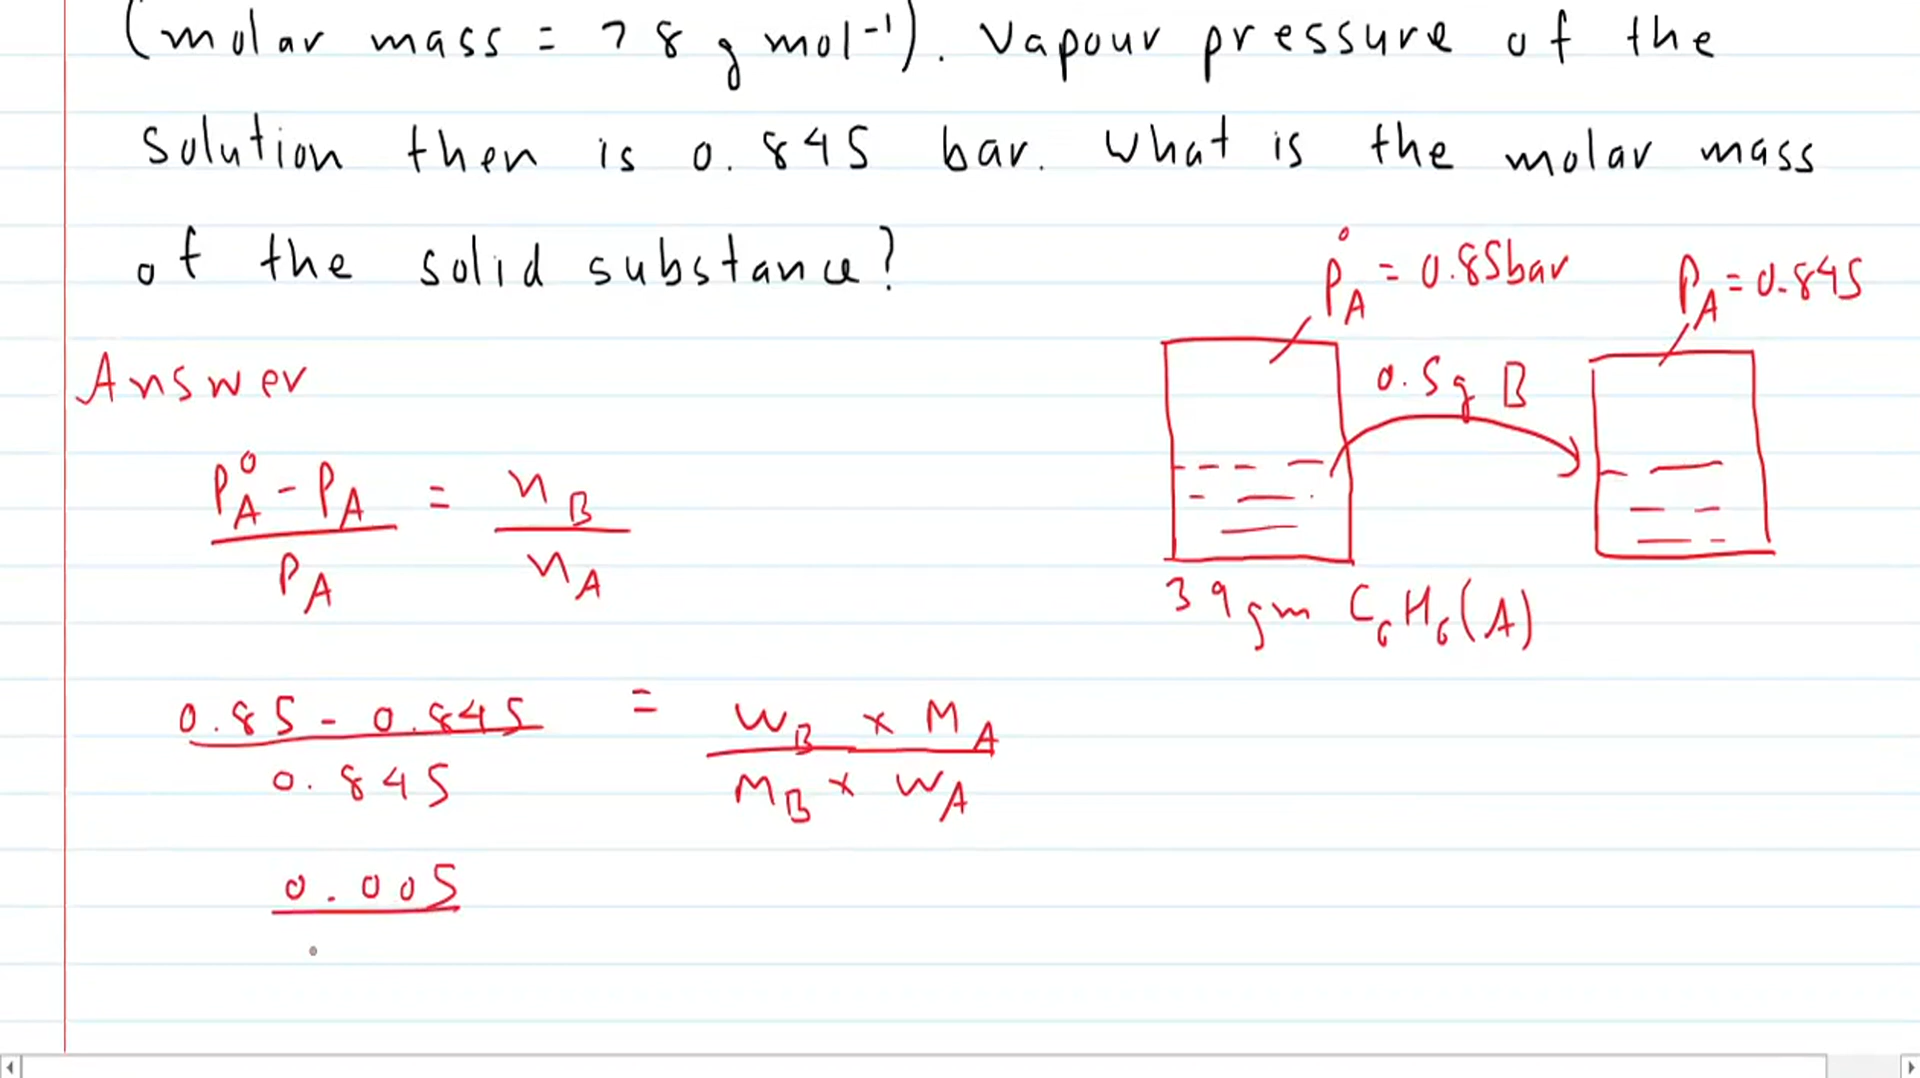 (molar mass = 78 g mol⁻¹). Vapour pressure of the
solution then is 0.845 bar. What is the molar mass
of the solid substance?
P°A = 0.85bar
PA = 0.845
Answer
0.5g B
P°A - PA / PA = nB / nA
39gm C6H6(A)
0.85 - 0.845 / 0.845 = WB × MA / MB × WA
0.005